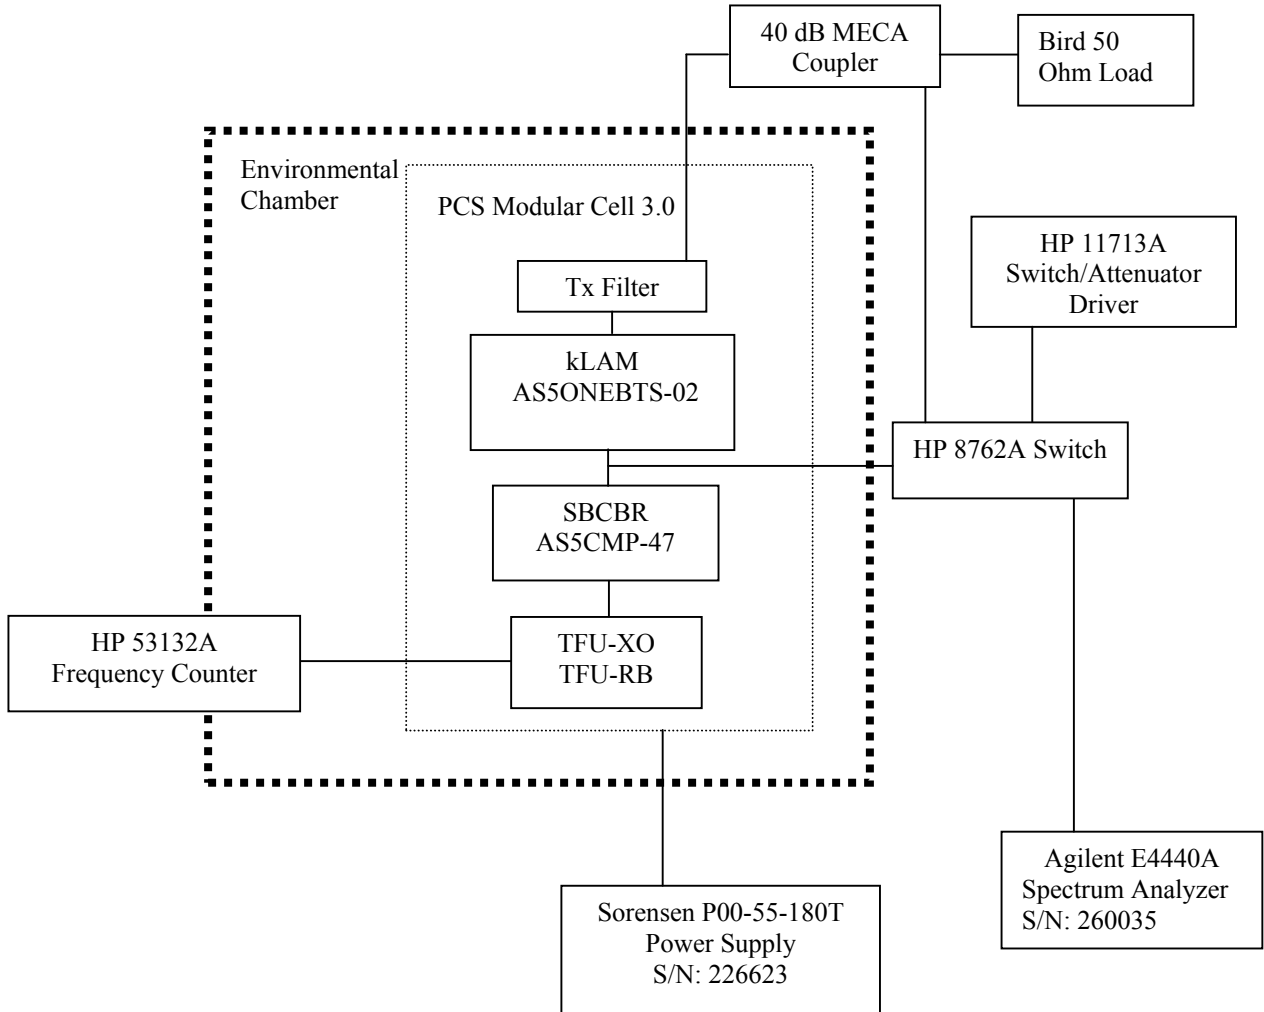 40 dB MECA
Coupler
Bird 50
Ohm Load
Environmental
Chamber
PCS Modular Cell 3.0
HP 11713A
Switch/Attenuator
Driver
Tx Filter
kLAM
AS5ONEBTS-02
HP 8762A Switch
SBCBR
AS5CMP-47
HP 53132A
Frequency Counter
TFU-XO
TFU-RB
Agilent E4440A
Spectrum Analyzer
S/N: 260035
Sorensen P00-55-180T
Power Supply
S/N: 226623